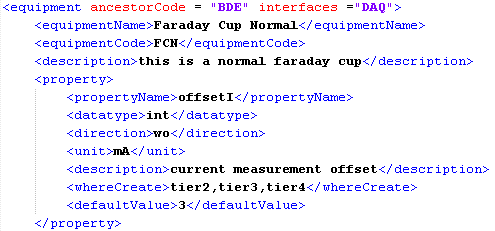 <equipment ancestorCode = "BDE" interfaces ="DAQ">
<equipmentName>Faraday Cup Normal</equipmentName>
<equipmentCode>FCN</equipmentCode>
<description>this is a normal faraday cup</description>
<property>
<propertyName>offsetI</propertyName>
<datatype>int</datatype>
<direction>wo</direction>
<unit>mA</unit>
<description>current measurement offset</description>
<whereCreate>tier2,tier3,tier4</whereCreate>
<defaultValue>3</defaultValue>
</property>